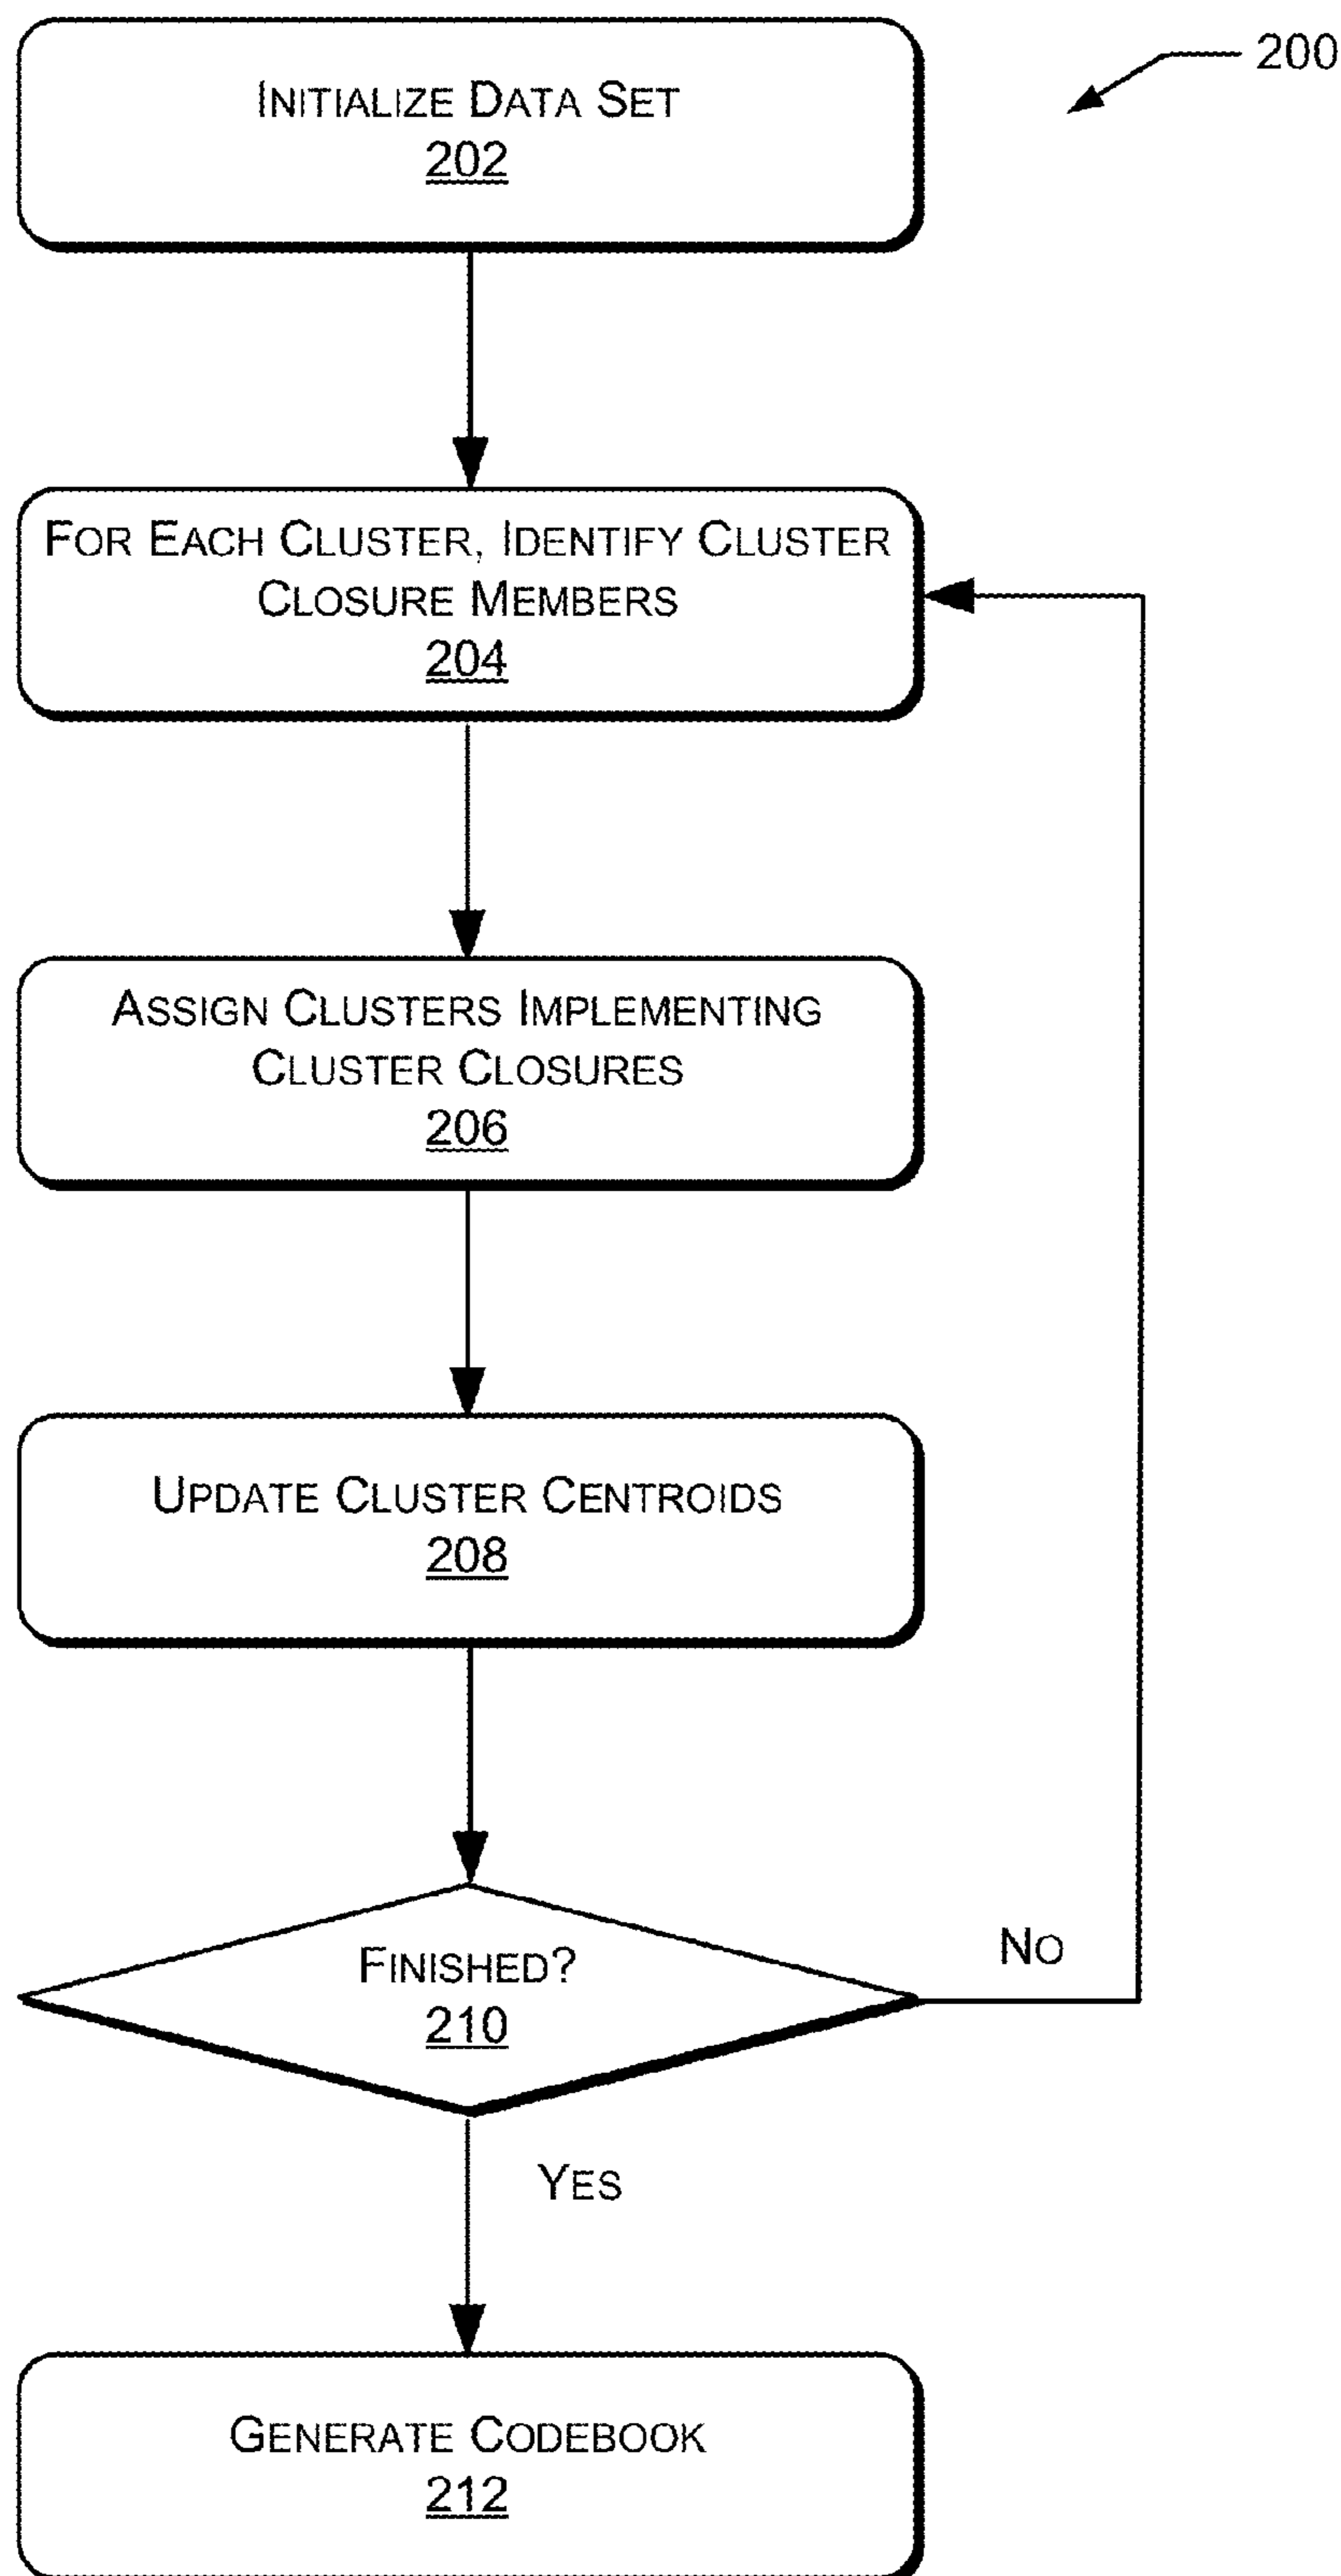 200
INITIALIZE DATA SET
202
FOR EACH CLUSTER, IDENTIFY CLUSTER
CLOSURE MEMBERS
204
ASSIGN CLUSTERS IMPLEMENTING
CLUSTER CLOSURES
206
UPDATE CLUSTER CENTROIDS
208
FINISHED?
210
NO
YES
GENERATE CODEBOOK
212